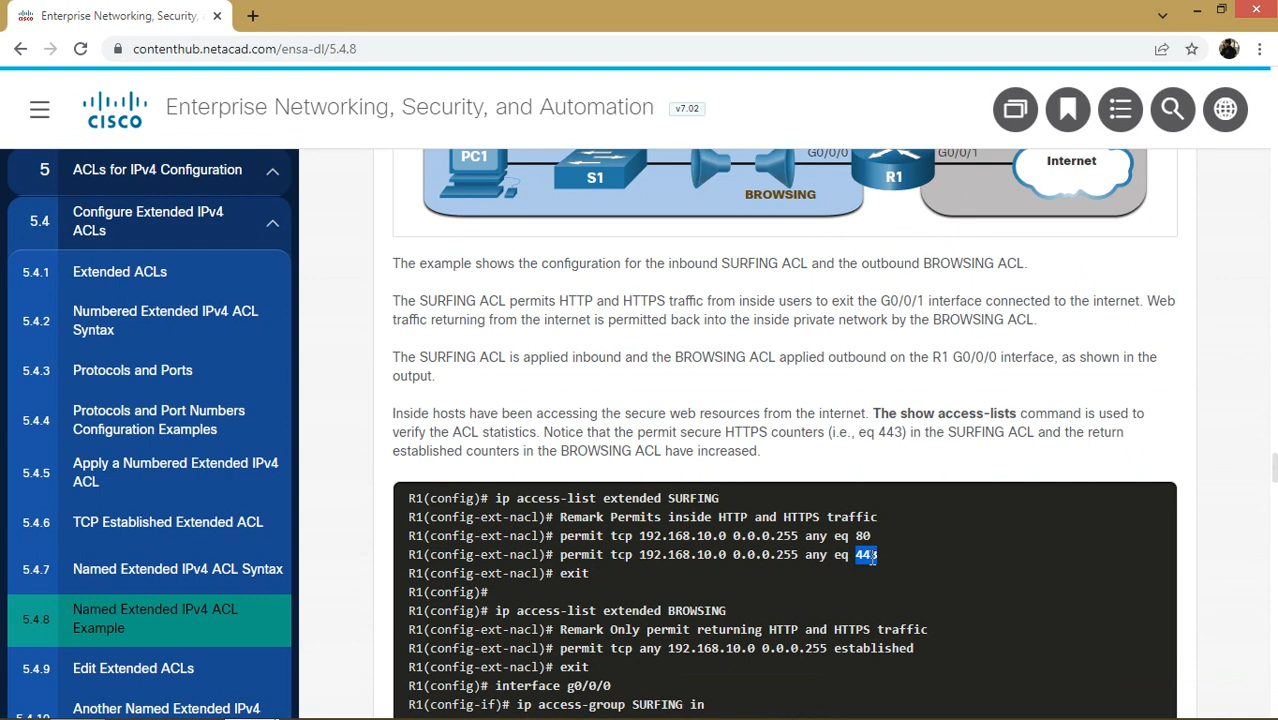 Enterprise Networking, Security,
contenthub.netacad.com/ensa-dl/5.4.8
CISCO
Enterprise Networking, Security, and Automation v7.02
5 ACLs for IPv4 Configuration
5.4 Configure Extended IPv4
ACLs
5.4.1 Extended ACLs
5.4.2 Numbered Extended IPv4 ACL
Syntax
5.4.3 Protocols and Ports
5.4.4 Protocols and Port Numbers
Configuration Examples
5.4.5 Apply a Numbered Extended IPv4
ACL
5.4.6 TCP Established Extended ACL
5.4.7 Named Extended IPv4 ACL Syntax
5.4.8 Named Extended IPv4 ACL
Example
5.4.9 Edit Extended ACLs
5.4.10 Another Named Extended IPv4
PC1
S1
G0/0/0
R1
G0/0/1
Internet
BROWSING
The example shows the configuration for the inbound SURFING ACL and the outbound BROWSING ACL.
The SURFING ACL permits HTTP and HTTPS traffic from inside users to exit the G0/0/1 interface connected to the internet. Web
traffic returning from the internet is permitted back into the inside private network by the BROWSING ACL.
The SURFING ACL is applied inbound and the BROWSING ACL applied outbound on the R1 G0/0/0 interface, as shown in the
output.
Inside hosts have been accessing the secure web resources from the internet. The show access-lists command is used to
verify the ACL statistics. Notice that the permit secure HTTPS counters (i.e., eq 443) in the SURFING ACL and the return
established counters in the BROWSING ACL have increased.
R1(config)# ip access-list extended SURFING
R1(config-ext-nacl)# Remark Permits inside HTTP and HTTPS traffic
R1(config-ext-nacl)# permit tcp 192.168.10.0 0.0.0.255 any eq 80
R1(config-ext-nacl)# permit tcp 192.168.10.0 0.0.0.255 any eq 443
R1(config-ext-nacl)# exit
R1(config)#
R1(config)# ip access-list extended BROWSING
R1(config-ext-nacl)# Remark Only permit returning HTTP and HTTPS traffic
R1(config-ext-nacl)# permit tcp any 192.168.10.0 0.0.0.255 established
R1(config-ext-nacl)# exit
R1(config)# interface g0/0/0
R1(config-if)# ip access-group SURFING in